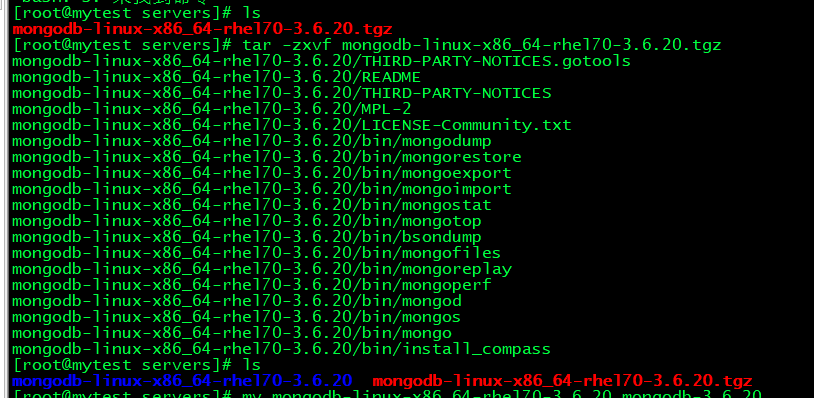 [root@mytest servers]# ls
mongodb-linux-x86_64-rhel70-3.6.20.tgz
[root@mytest servers]# tar -zxvf mongodb-linux-x86_64-rhel70-3.6.20.tgz
mongodb-linux-x86_64-rhel70-3.6.20/THIRD-PARTY-NOTICES.gotools
mongodb-linux-x86_64-rhel70-3.6.20/README
mongodb-linux-x86_64-rhel70-3.6.20/THIRD-PARTY-NOTICES
mongodb-linux-x86_64-rhel70-3.6.20/MPL-2
mongodb-linux-x86_64-rhel70-3.6.20/LICENSE-Community.txt
mongodb-linux-x86_64-rhel70-3.6.20/bin/mongodump
mongodb-linux-x86_64-rhel70-3.6.20/bin/mongorestore
mongodb-linux-x86_64-rhel70-3.6.20/bin/mongoexport
mongodb-linux-x86_64-rhel70-3.6.20/bin/mongoimport
mongodb-linux-x86_64-rhel70-3.6.20/bin/mongostat
mongodb-linux-x86_64-rhel70-3.6.20/bin/mongotop
mongodb-linux-x86_64-rhel70-3.6.20/bin/bsondump
mongodb-linux-x86_64-rhel70-3.6.20/bin/mongofiles
mongodb-linux-x86_64-rhel70-3.6.20/bin/mongoreplay
mongodb-linux-x86_64-rhel70-3.6.20/bin/mongoperf
mongodb-linux-x86_64-rhel70-3.6.20/bin/mongod
mongodb-linux-x86_64-rhel70-3.6.20/bin/mongos
mongodb-linux-x86_64-rhel70-3.6.20/bin/mongo
mongodb-linux-x86_64-rhel70-3.6.20/bin/install_compass
[root@mytest servers]# ls
mongodb-linux-x86_64-rhel70-3.6.20  mongodb-linux-x86_64-rhel70-3.6.20.tgz
[root@mytest servers]# mv mongodb-linux-x86_64-rhel70-3.6.20 mongodb-3.6.20